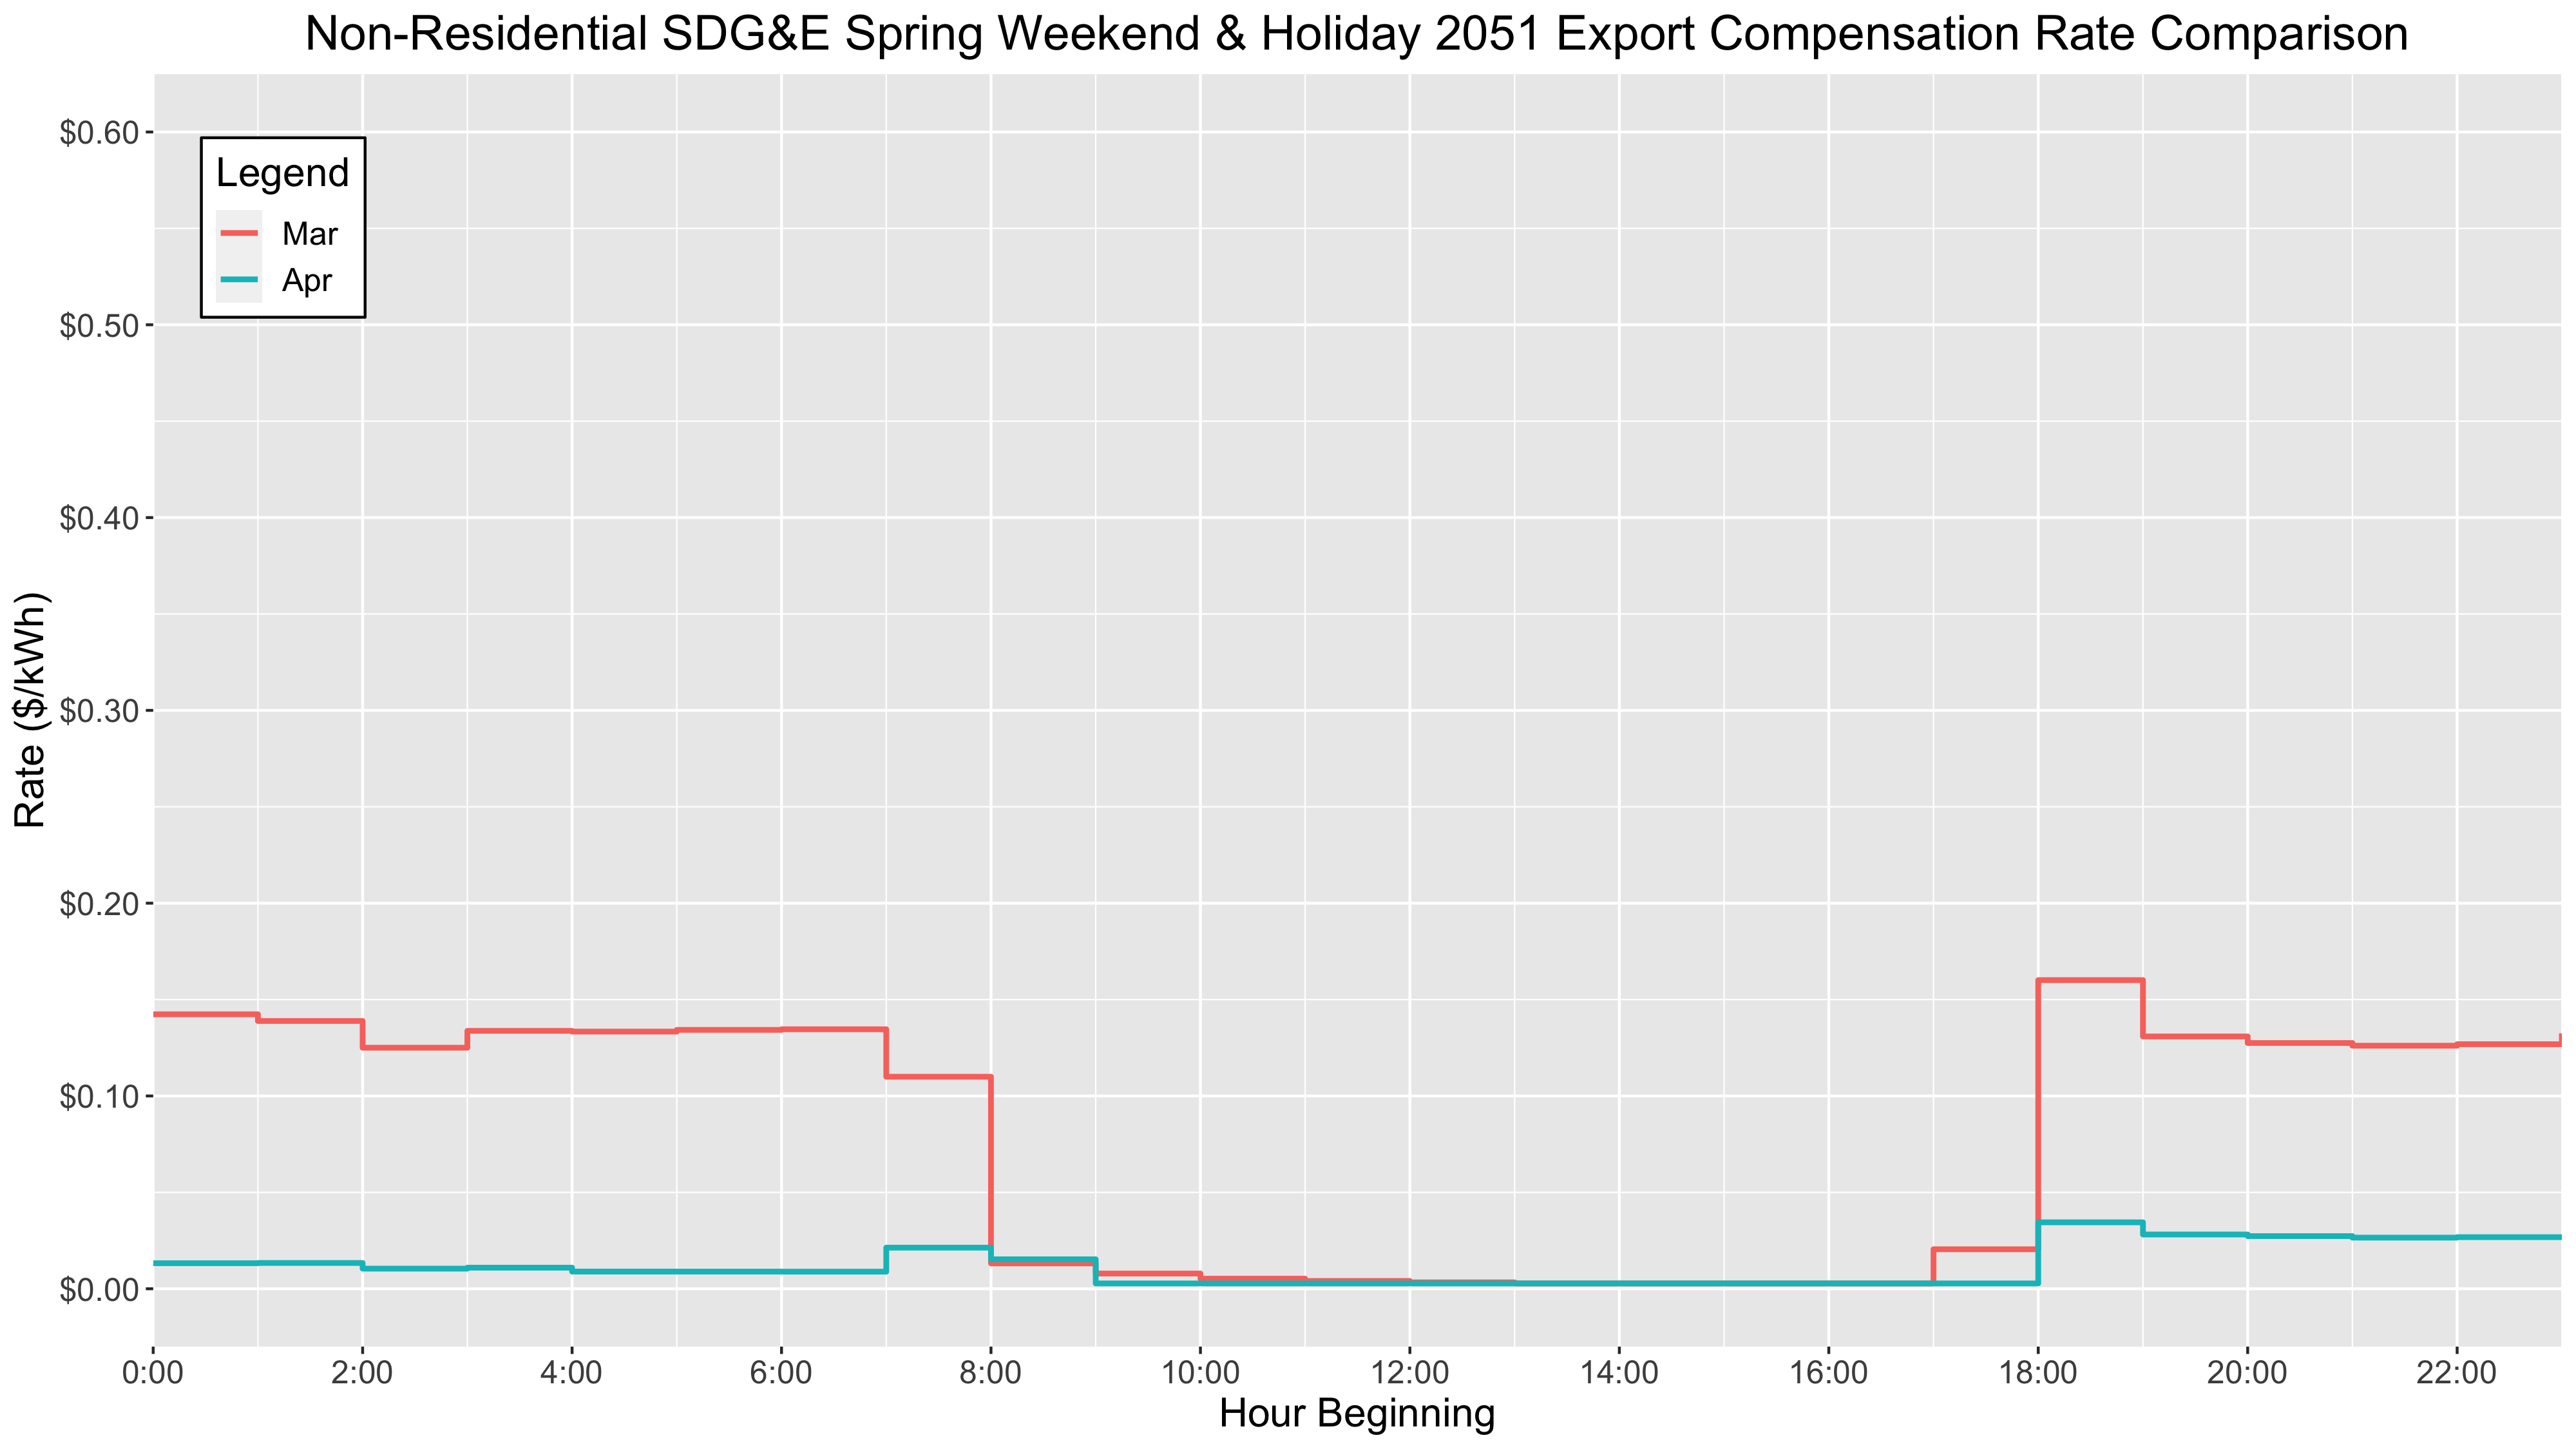 Non-Residential SDG&E Spring Weekend & Holiday 2051 Export Compensation Rate Comparison
$0.60
$0.50
$0.40
$0.30
$0.20
$0.10
$0.00
Rate ($/kWh)
Legend
Mar
Apr
0:00 2:00 4:00 6:00 8:00 10:00 12:00 14:00 16:00 18:00 20:00 22:00
Hour Beginning